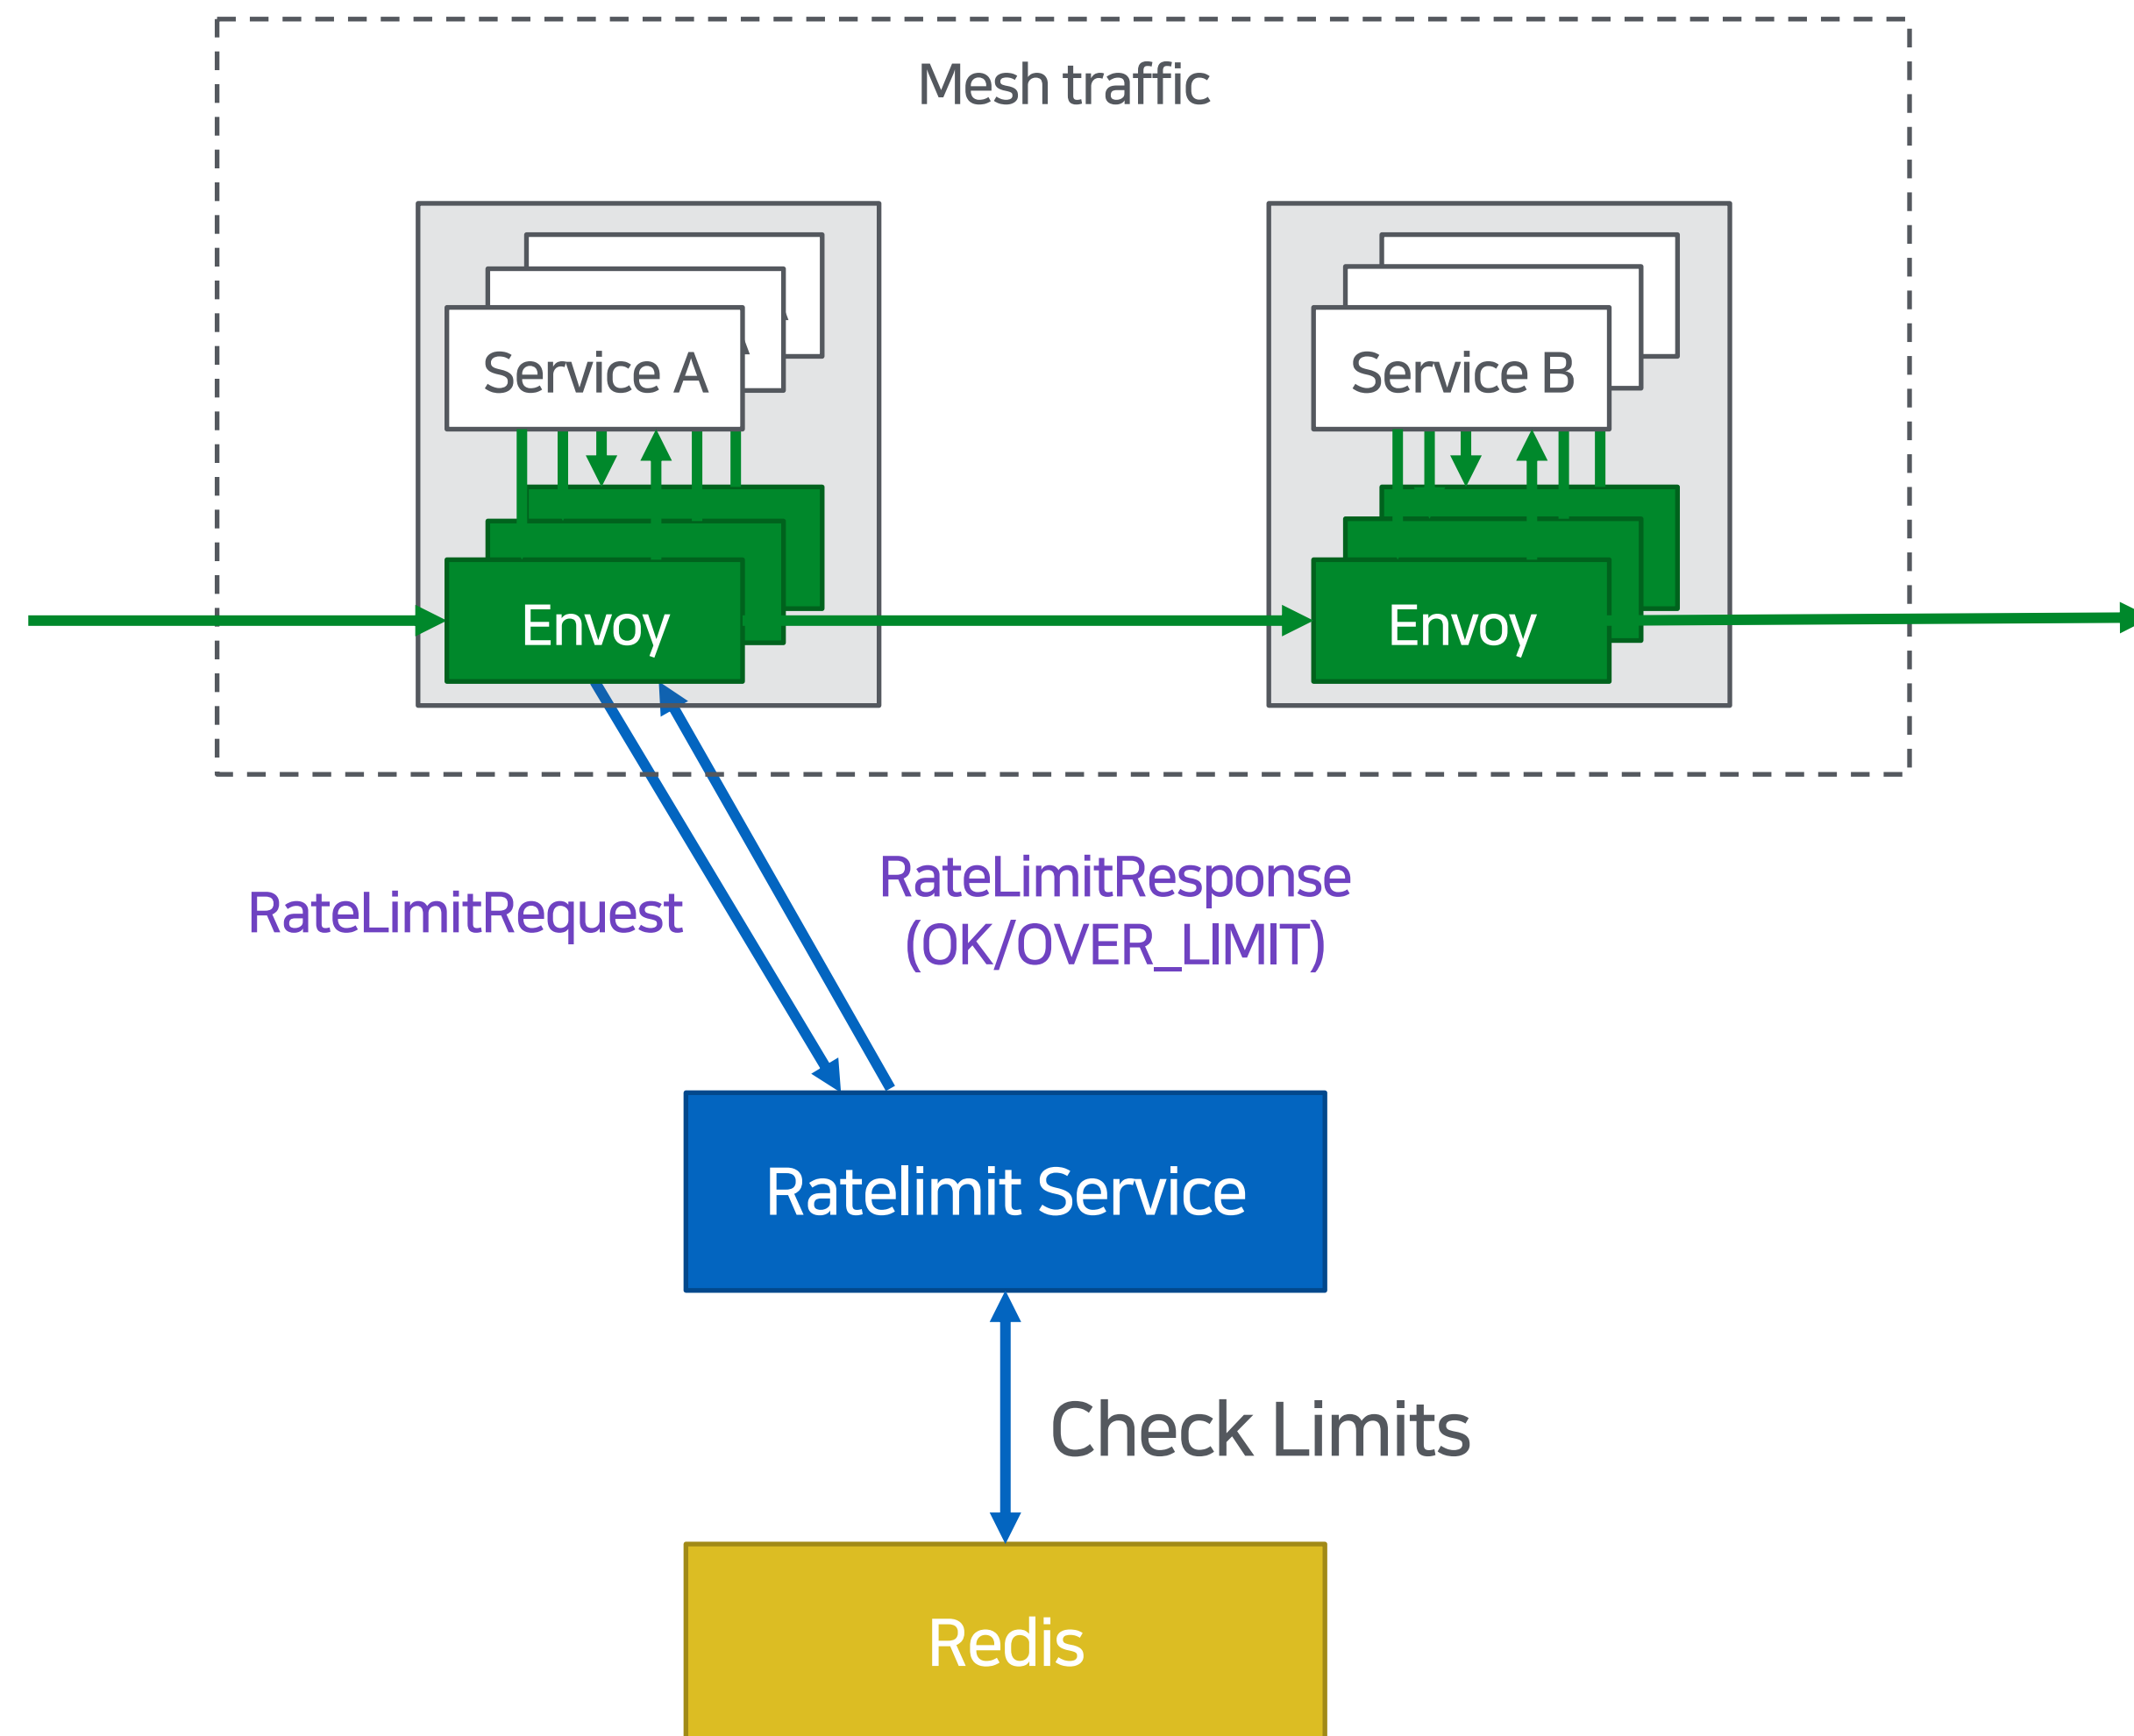 Mesh traffic
Service A
Service B
Envoy
Envoy
RateLimitRequest
RateLimitResponse
(OK/OVER_LIMIT)
Ratelimit Service
Check Limits
Redis